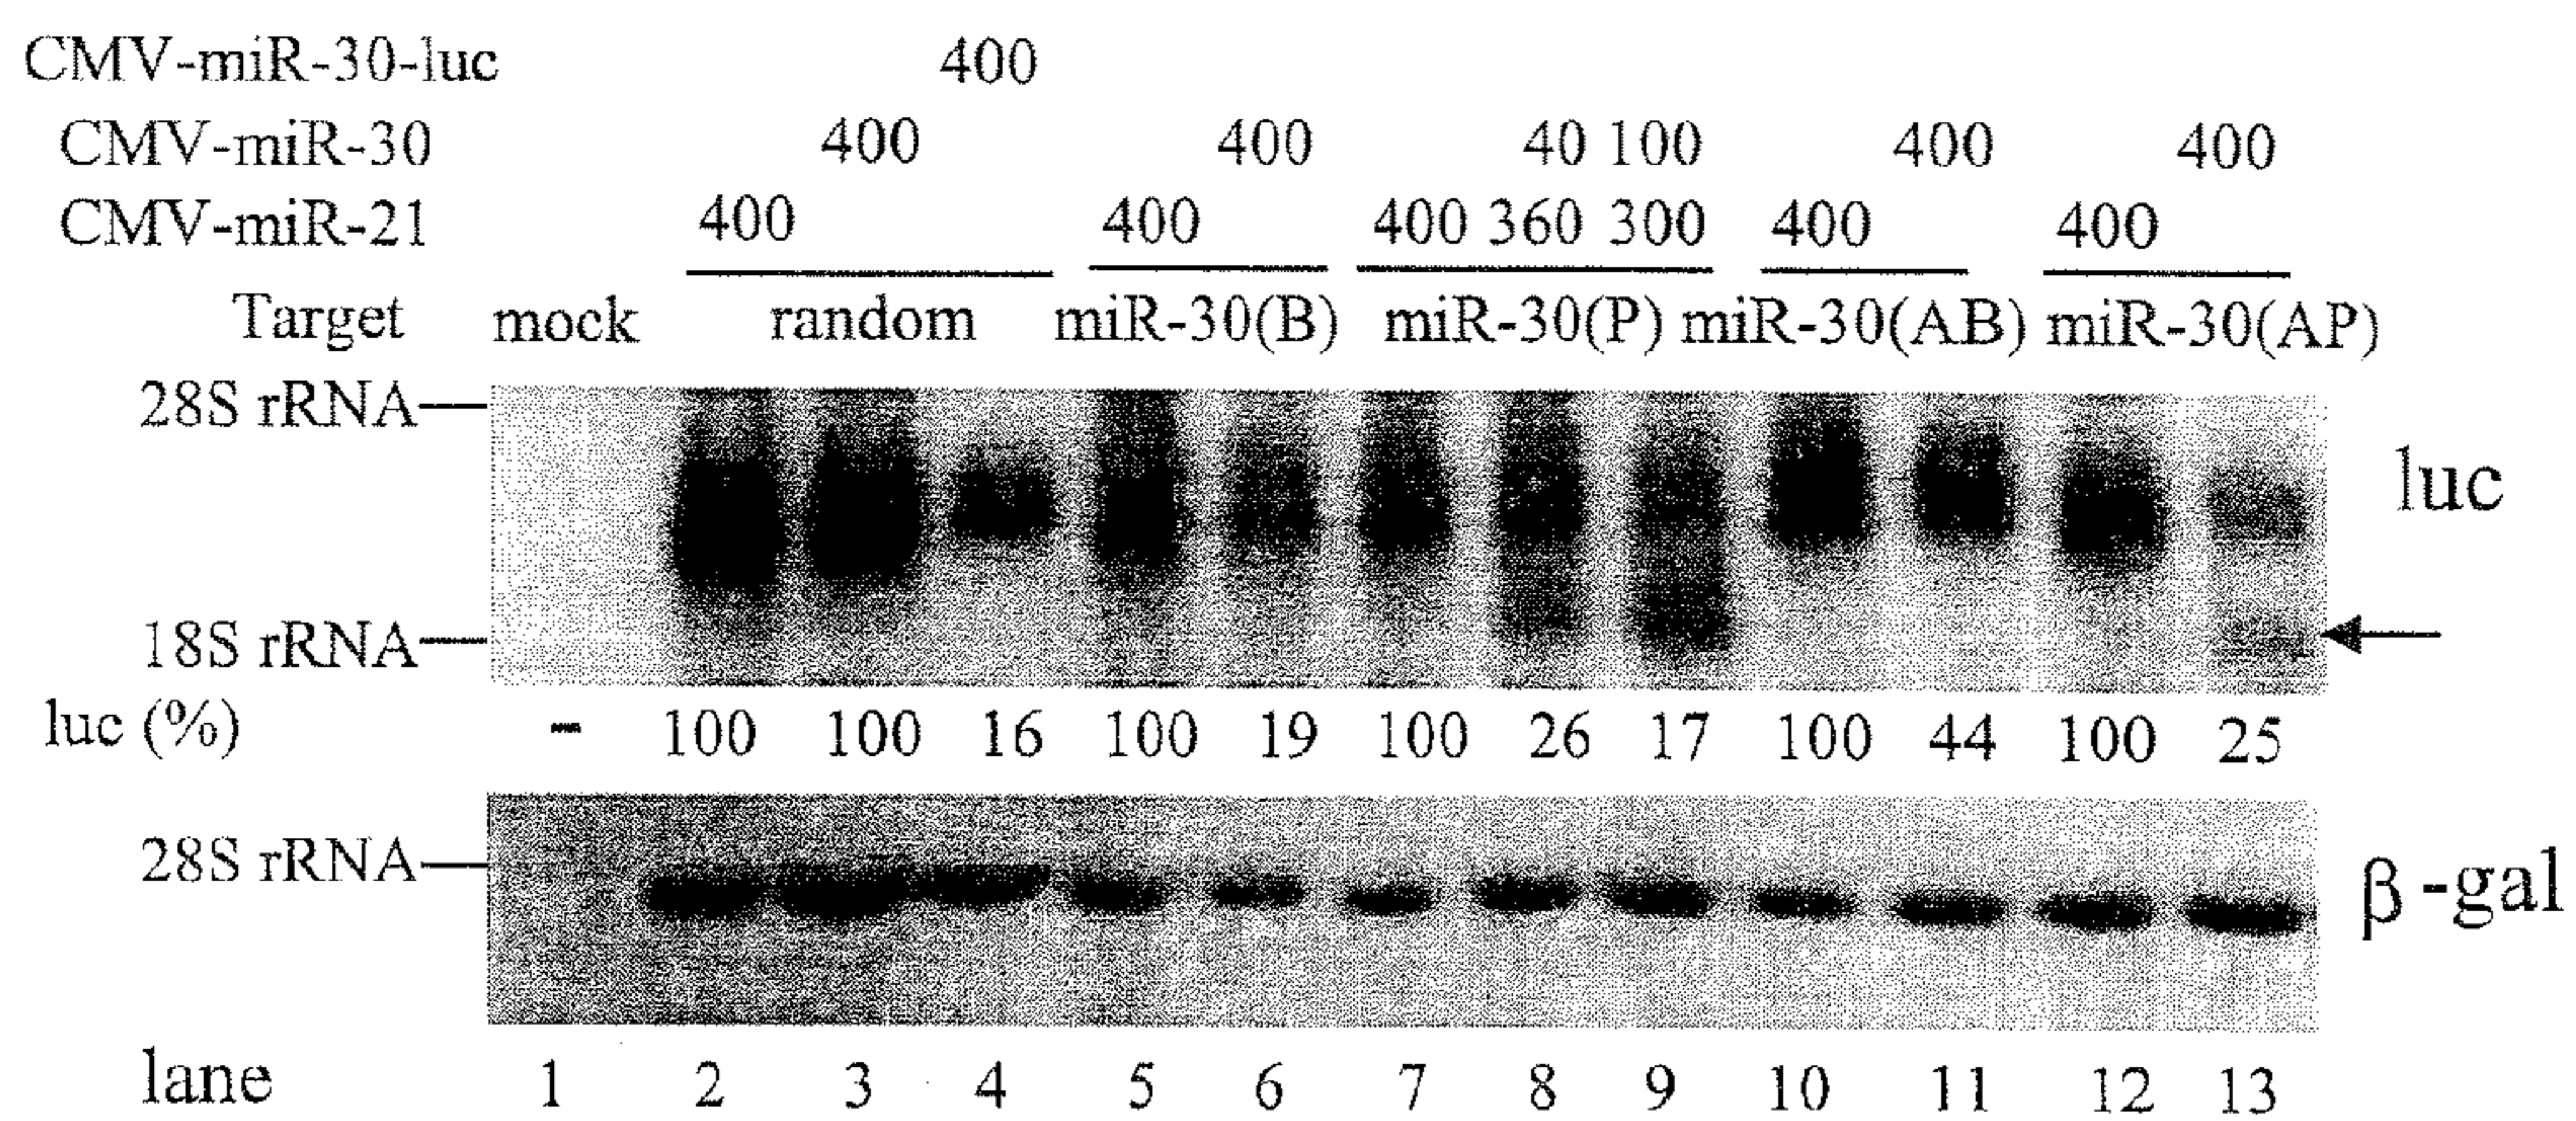 CMV-miR-30-luc 400
CMV-miR-30 400 400 40 100 400 400
CMV-miR-21 400 400 400 360 300 400 400
Target mock random miR-30(B) miR-30(P) miR-30(AB) miR-30(AP)
28S rRNA
luc
18S rRNA
luc (%) - 100 100 16 100 19 100 26 17 100 44 100 25
28S rRNA
β-gal
lane 1 2 3 4 5 6 7 8 9 10 11 12 13